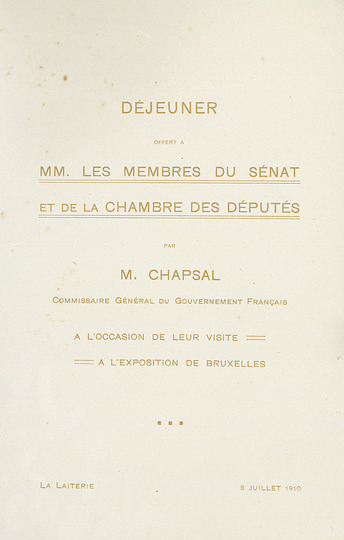 DÉJEUNER
OFFERT A
MM. LES MEMBRES DU SÉNAT
ET DE LA CHAMBRE DES DÉPUTÉS
PAR
M. CHAPSAL
COMMISSAIRE GÉNÉRAL DU GOUVERNEMENT FRANÇAIS
A L'OCCASION DE LEUR VISITE
A L'EXPOSITION DE BRUXELLES
LA LAITERIE
8 JUILLET 1910